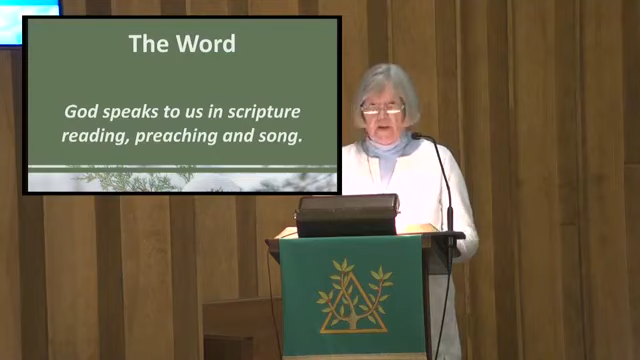 The Word
God speaks to us in scripture
reading, preaching and song.